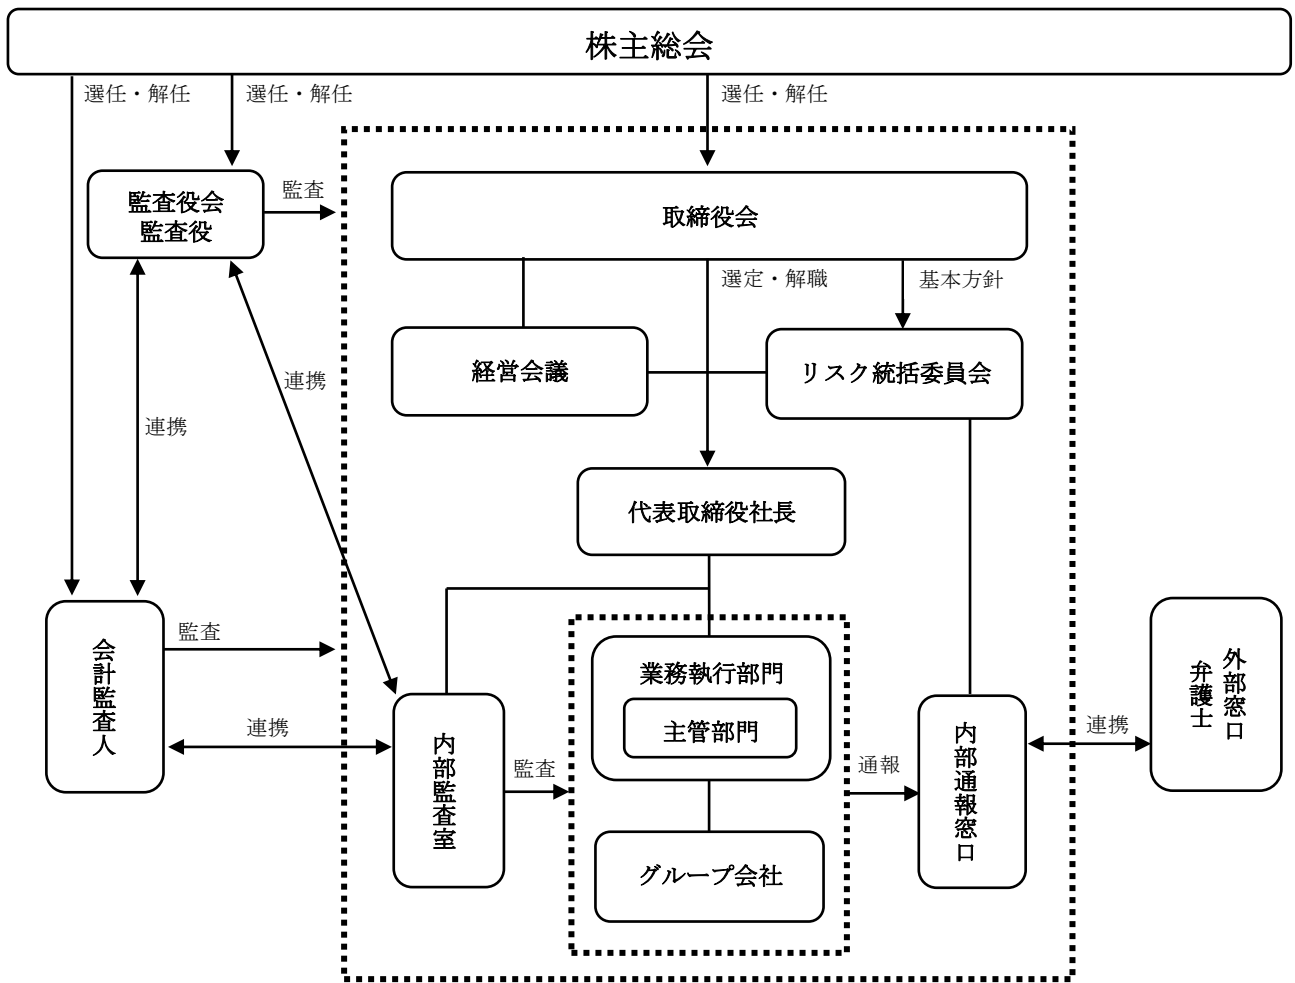 株主総会
選任・解任
選任・解任
選任・解任
監査役会
監査役
監査
取締役会
選定・解職
基本方針
経営会議
リスク統括委員会
連携
連携
代表取締役社長
会計監査人
監査
連携
内部監査室
監査
業務執行部門
主管部門
グループ会社
通報
内部通報窓口
連携
外部窓口
弁護士